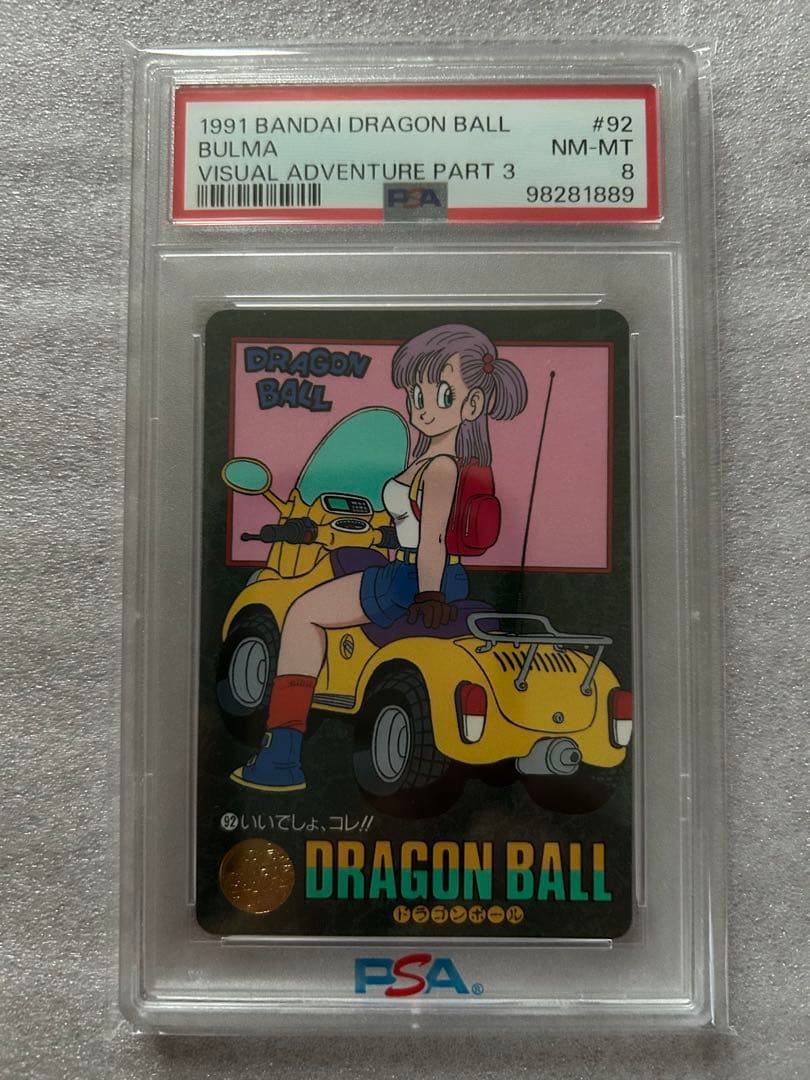 1991 BANDAI DRAGON BALL #92
BULMA NM-MT
VISUAL ADVENTURE PART 3 8
PSA 98281889
DRAGON
BALL
92 いいでしょ、コレ!!
DRAGON BALL
ドラゴンボール
PSA®